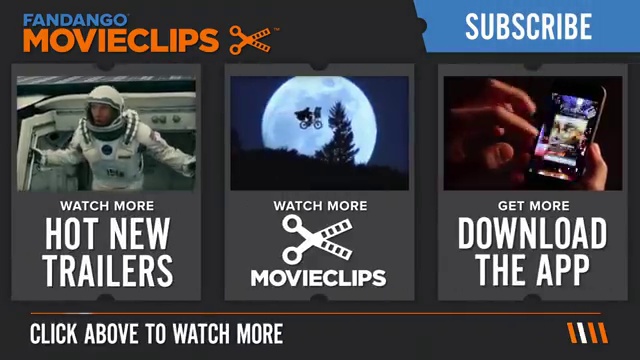 FANDANGO
MOVIECLIPS
SUBSCRIBE
WATCH MORE
HOT NEW
TRAILERS
WATCH MORE
MOVIECLIPS
GET MORE
DOWNLOAD
THE APP
CLICK ABOVE TO WATCH MORE